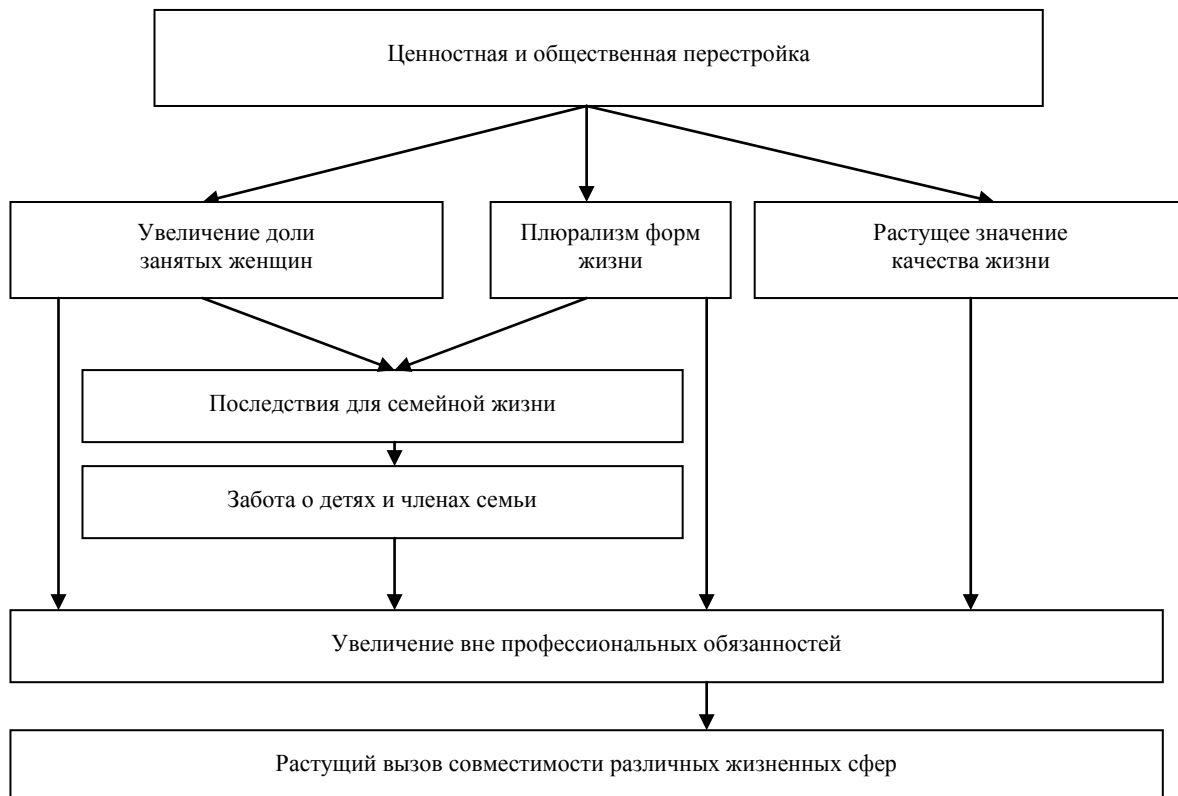 Ценностная и общественная перестройка
Увеличение доли
занятых женщин
Плюрализм форм
жизни
Растущее значение
качества жизни
Последствия для семейной жизни
Забота о детях и членах семьи
Увеличение вне профессиональных обязанностей
Растущий вызов совместимости различных жизненных сфер